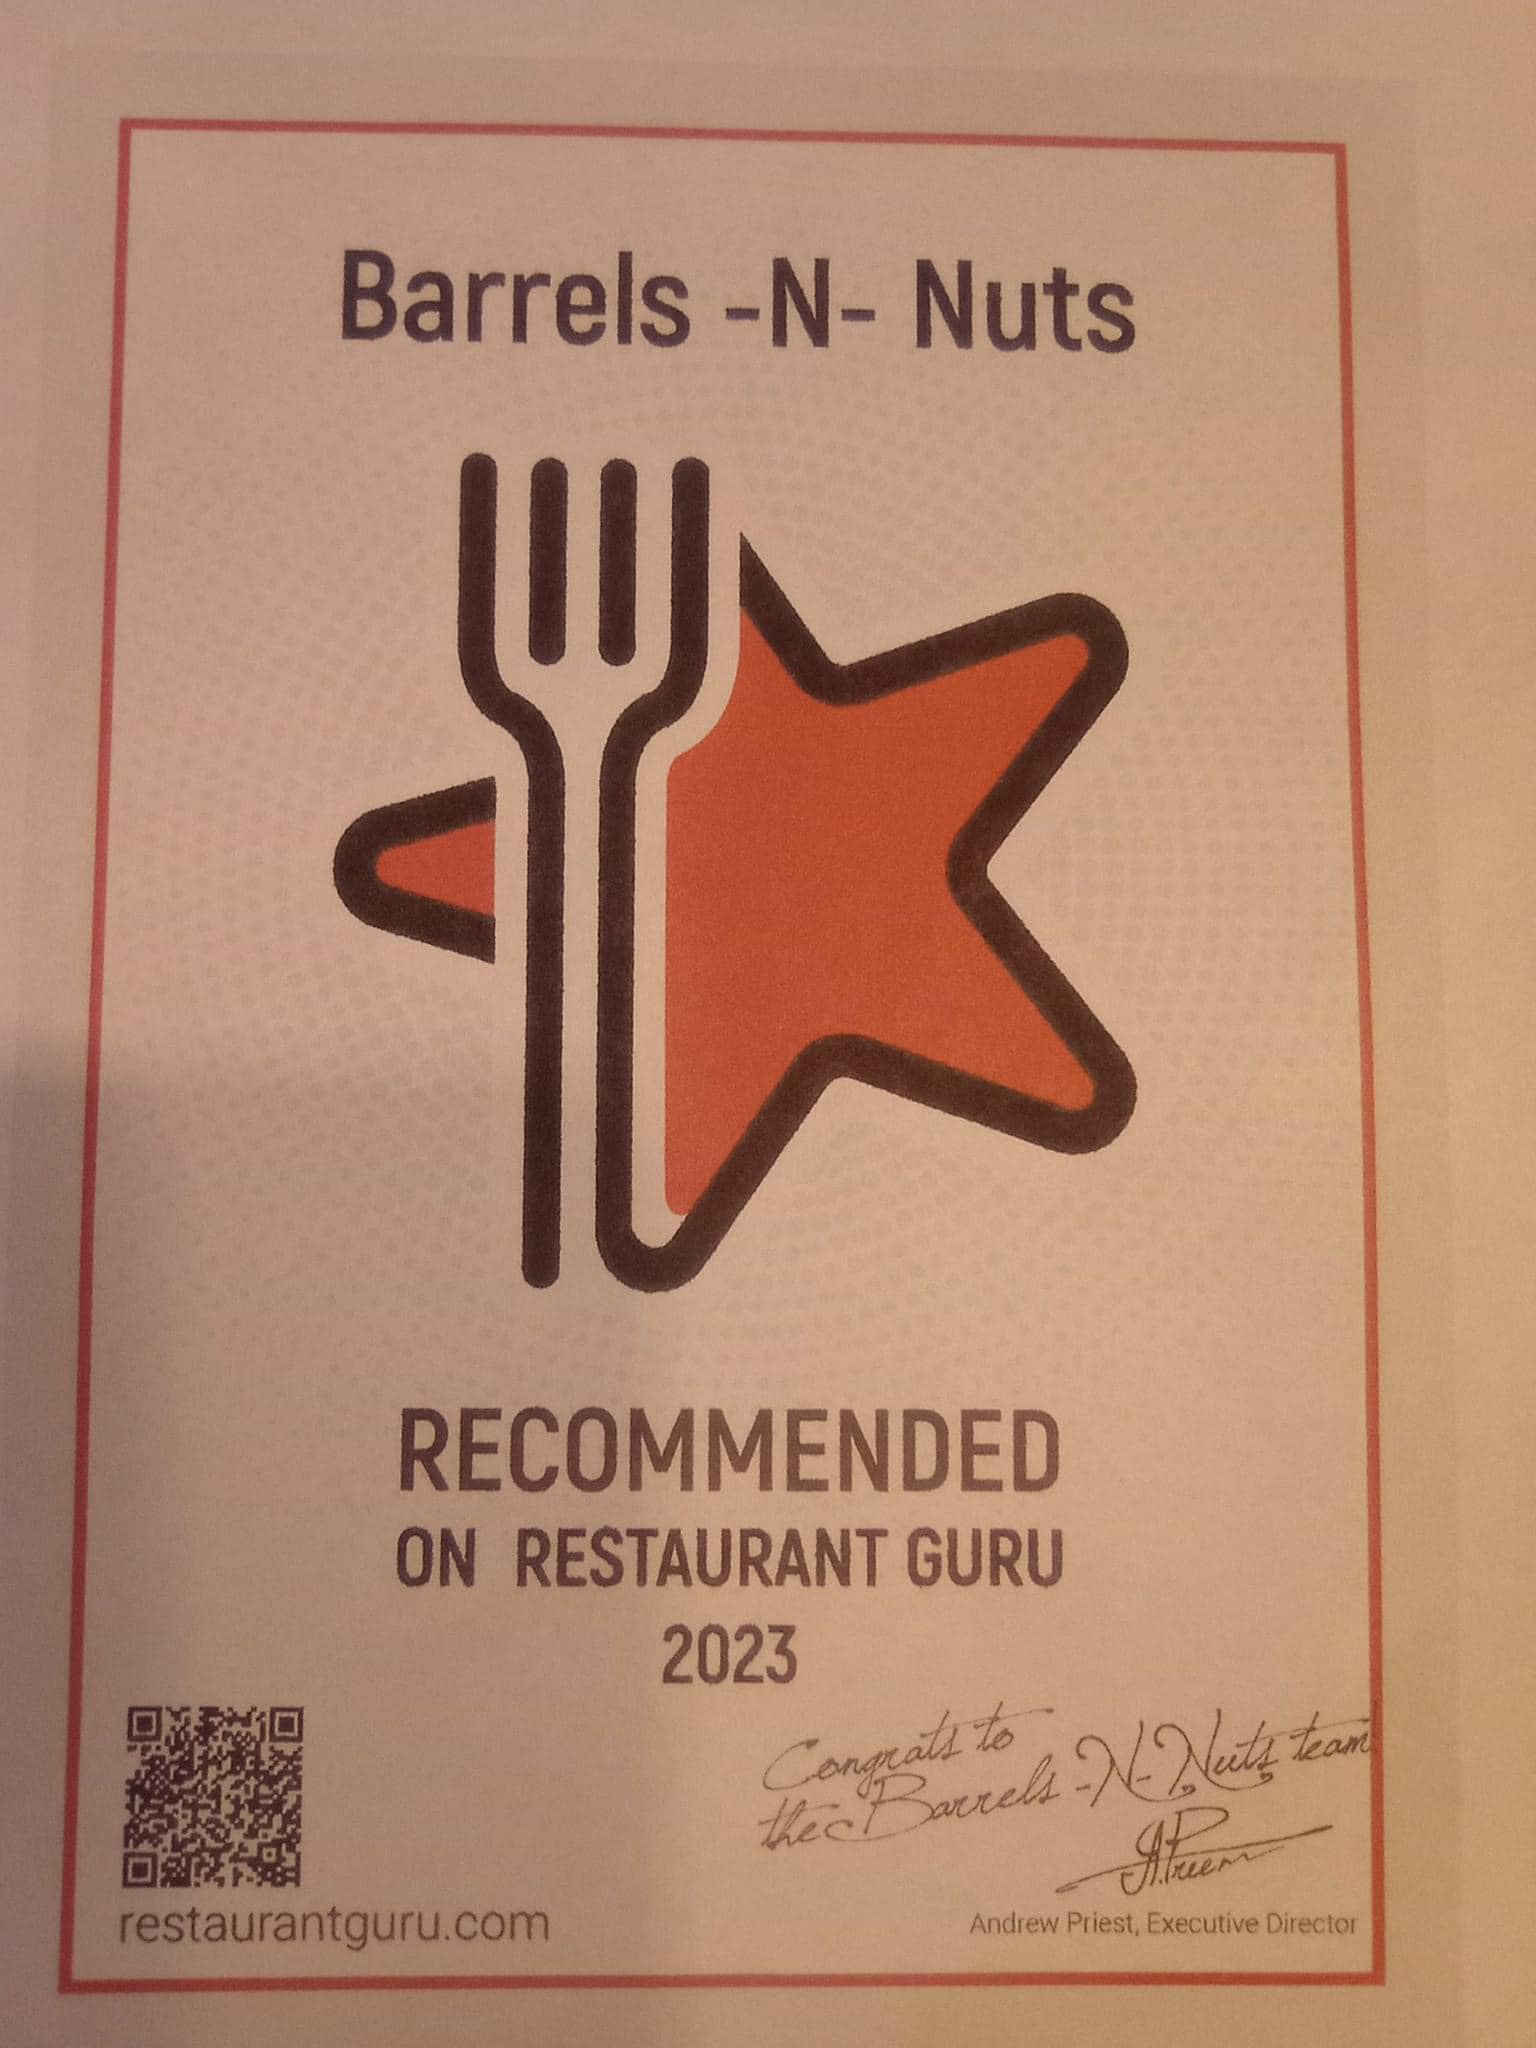 Barrels -N- Nuts
RECOMMENDED
ON RESTAURANT GURU
2023
Congrats to
the Barrels -N- Nuts team
restaurantguru.com
Andrew Priest, Executive Director